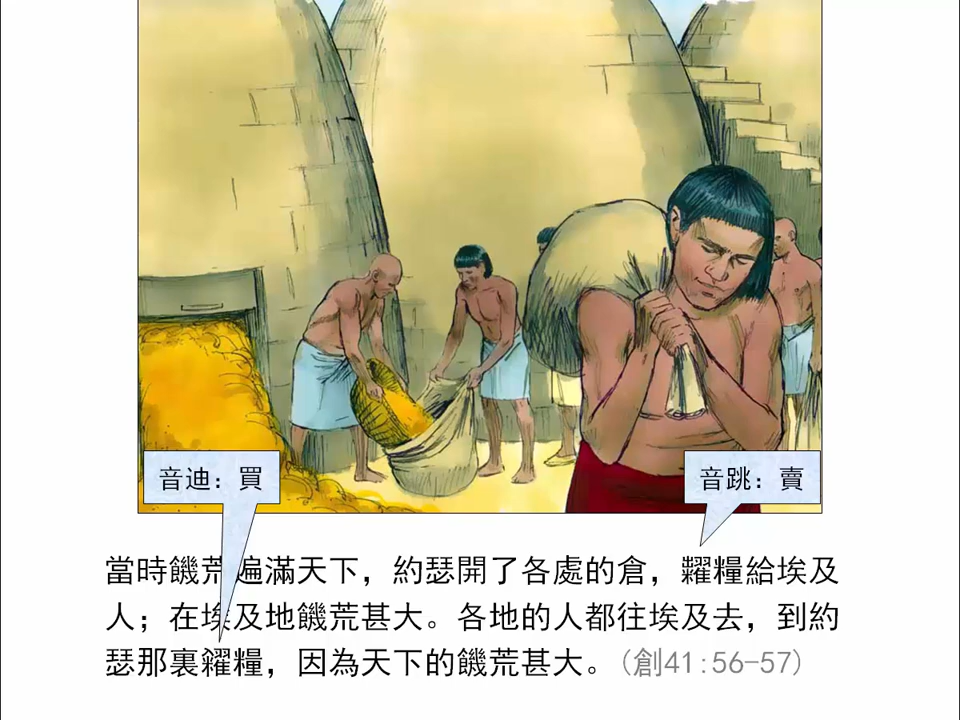 音迪：買
音跳：賣
當時饑荒遍滿天下，約瑟開了各處的倉，糶糧給埃及
人；在埃及地饑荒甚大。各地的人都往埃及去，到約
瑟那裏糴糧，因為天下的饑荒甚大。(創41:56-57)